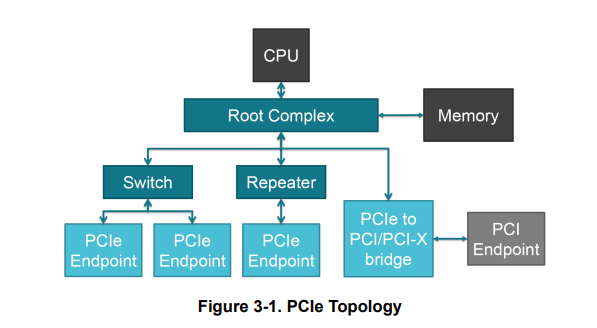 CPU
Root Complex
Memory
Switch
Repeater
PCIe
Endpoint
PCIe
Endpoint
PCIe
Endpoint
PCIe to
PCI/PCI-X
bridge
PCI
Endpoint
Figure 3-1. PCIe Topology